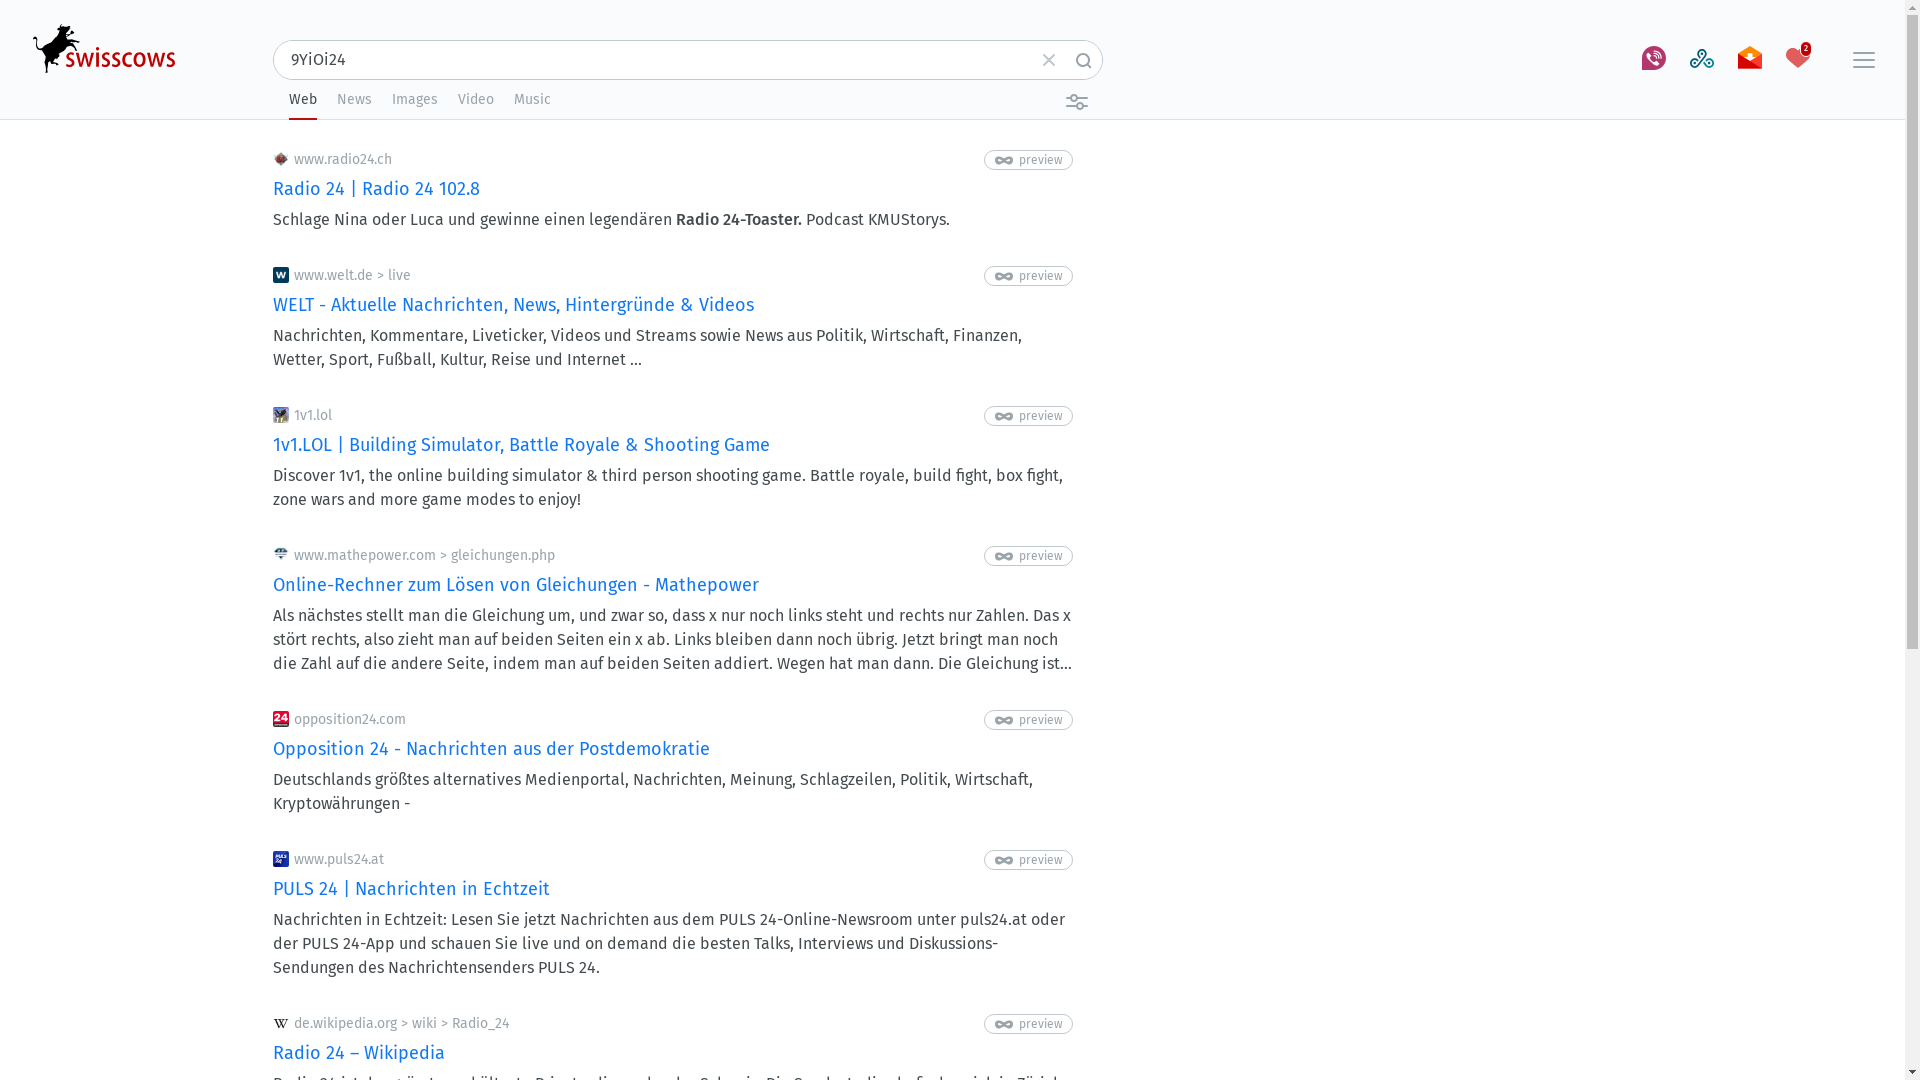 swisscows
9YiOi24
2
Web News Images Video Music
www.radio24.ch preview
Radio 24 | Radio 24 102.8
Schlage Nina oder Luca und gewinne einen legendären Radio 24-Toaster. Podcast KMUStorys.
www.welt.de > live preview
WELT - Aktuelle Nachrichten, News, Hintergründe & Videos
Nachrichten, Kommentare, Liveticker, Videos und Streams sowie News aus Politik, Wirtschaft, Finanzen,
Wetter, Sport, Fußball, Kultur, Reise und Internet ...
1v1.lol preview
1v1.LOL | Building Simulator, Battle Royale & Shooting Game
Discover 1v1, the online building simulator & third person shooting game. Battle royale, build fight, box fight,
zone wars and more game modes to enjoy!
www.mathepower.com > gleichungen.php preview
Online-Rechner zum Lösen von Gleichungen - Mathepower
Als nächstes stellt man die Gleichung um, und zwar so, dass x nur noch links steht und rechts nur Zahlen. Das x
stört rechts, also zieht man auf beiden Seiten ein x ab. Links bleiben dann noch übrig. Jetzt bringt man noch
die Zahl auf die andere Seite, indem man auf beiden Seiten addiert. Wegen hat man dann. Die Gleichung ist...
24 opposition24.com preview
Opposition 24 - Nachrichten aus der Postdemokratie
Deutschlands größtes alternatives Medienportal, Nachrichten, Meinung, Schlagzeilen, Politik, Wirtschaft,
Kryptowährungen -
www.puls24.at preview
PULS 24 | Nachrichten in Echtzeit
Nachrichten in Echtzeit: Lesen Sie jetzt Nachrichten aus dem PULS 24-Online-Newsroom unter puls24.at oder
der PULS 24-App und schauen Sie live und on demand die besten Talks, Interviews und Diskussions-
Sendungen des Nachrichtensenders PULS 24.
W de.wikipedia.org > wiki > Radio_24 preview
Radio 24 – Wikipedia